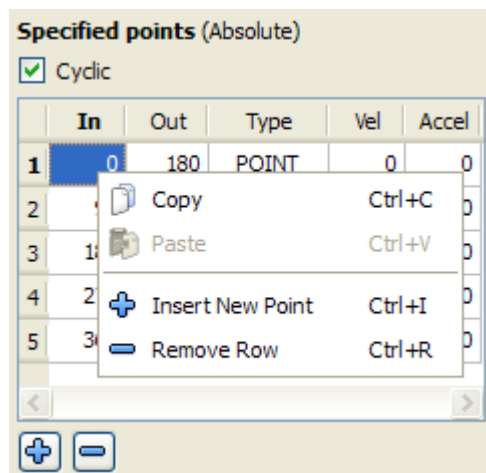 Specified points (Absolute)
Cyclic
In Out Type Vel Accel
1 0 180 POINT 0 0
2
3
4
5
Copy Ctrl+C
Paste Ctrl+V
Insert New Point Ctrl+I
Remove Row Ctrl+R